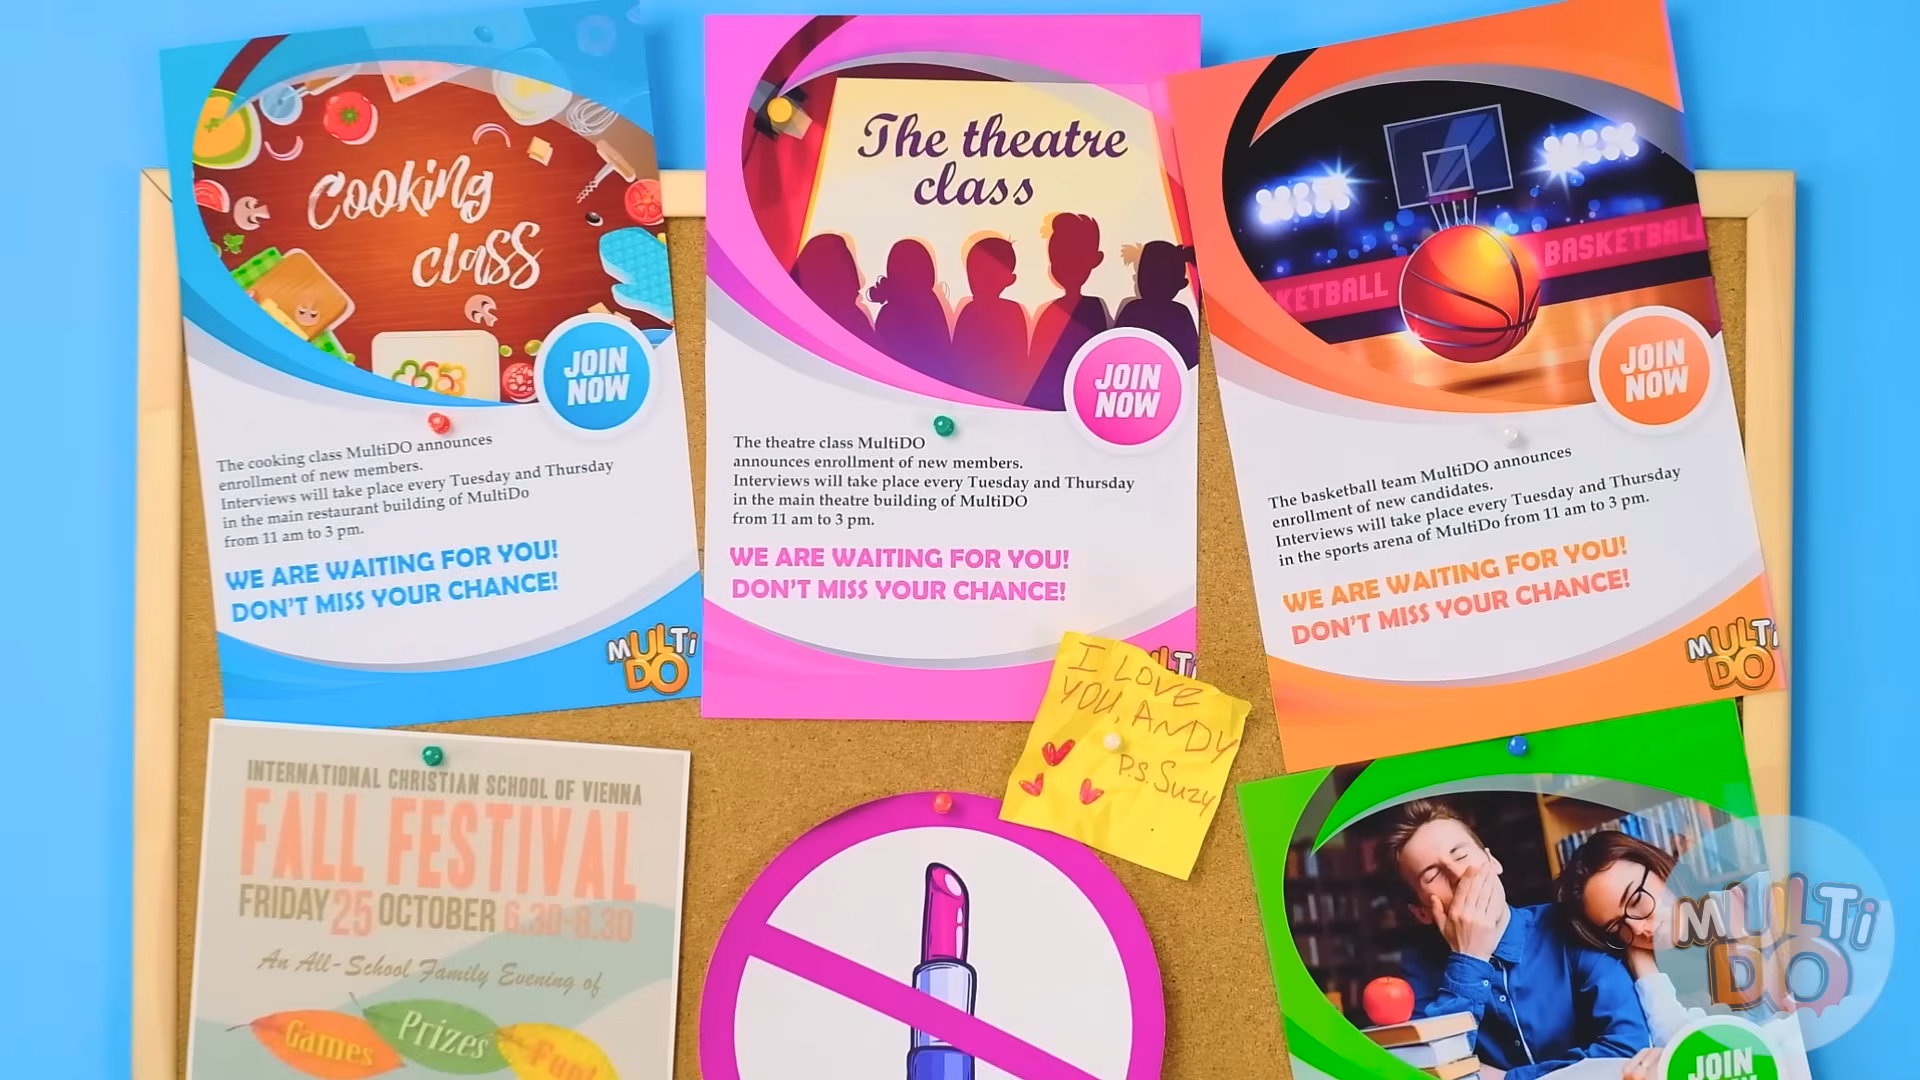 Cooking
class
JOIN
NOW
The cooking class MultiDO announces
enrollment of new members.
Interviews will take place every Tuesday and Thursday
in the main restaurant building of MultiDo
from 11 am to 3 pm.
WE ARE WAITING FOR YOU!
DON'T MISS YOUR CHANCE!
MULTi
DO
The theatre
class
JOIN
NOW
The theatre class MultiDO
announces enrollment of new members.
Interviews will take place every Tuesday and Thursday
in the main theatre building of MultiDO
from 11 am to 3 pm.
WE ARE WAITING FOR YOU!
DON'T MISS YOUR CHANCE!
KETBALL
BASKETBALL
JOIN
NOW
The basketball team MultiDO announces
enrollment of new candidates.
Interviews will take place every Tuesday and Thursday
in the sports arena of MultiDo from 11 am to 3 pm.
WE ARE WAITING FOR YOU!
DON'T MISS YOUR CHANCE!
MULTi
DO
I LOVE
YOU, ANDY
P.S. SUZY
INTERNATIONAL CHRISTIAN SCHOOL OF VIENNA
FALL FESTIVAL
FRIDAY 25 OCTOBER 6.30-8.30
An All-School Family Evening of
Games Prizes Fun!
JOIN
MULTi
DO